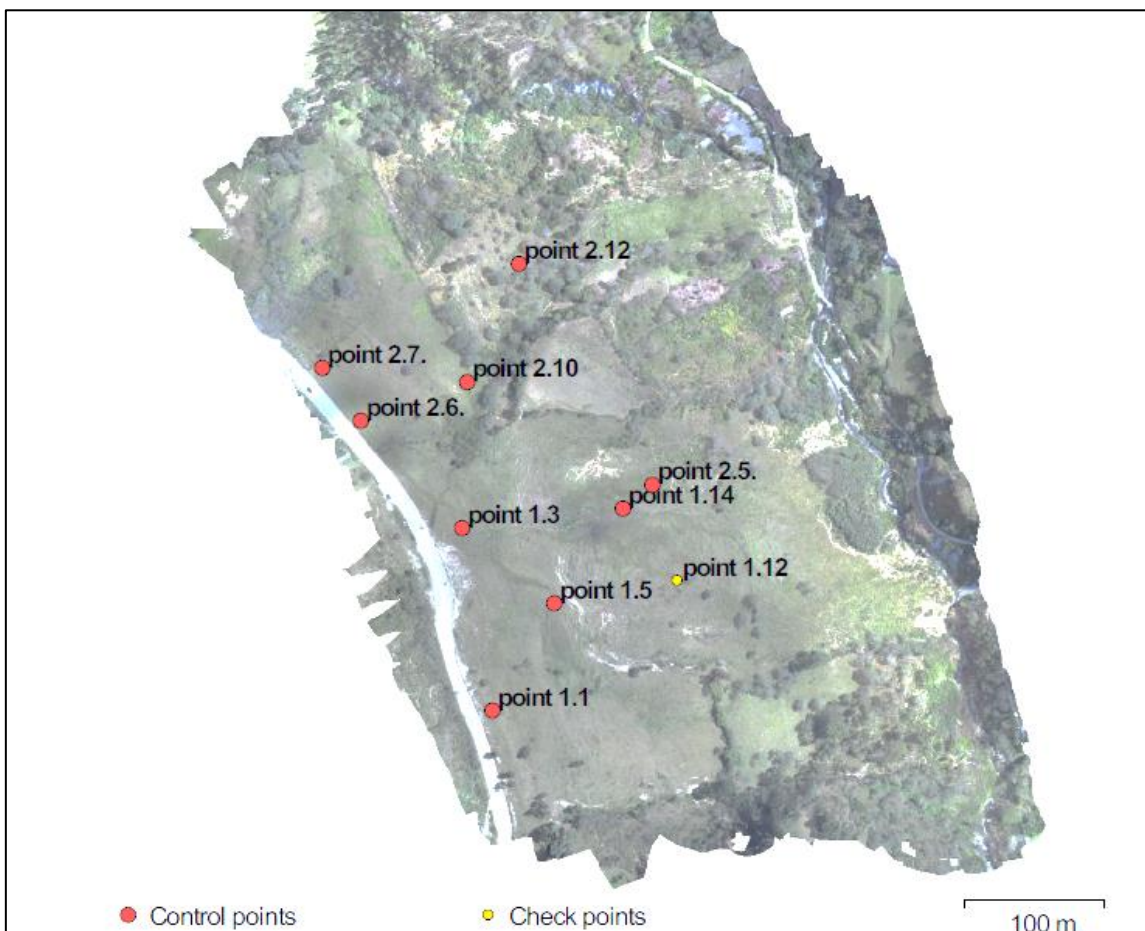 point 2.12
point 2.7.
point 2.10
point 2.6.
point 2.5.
point 1.14
point 1.3
point 1.12
point 1.5
point 1.1
Control points
Check points
100 m